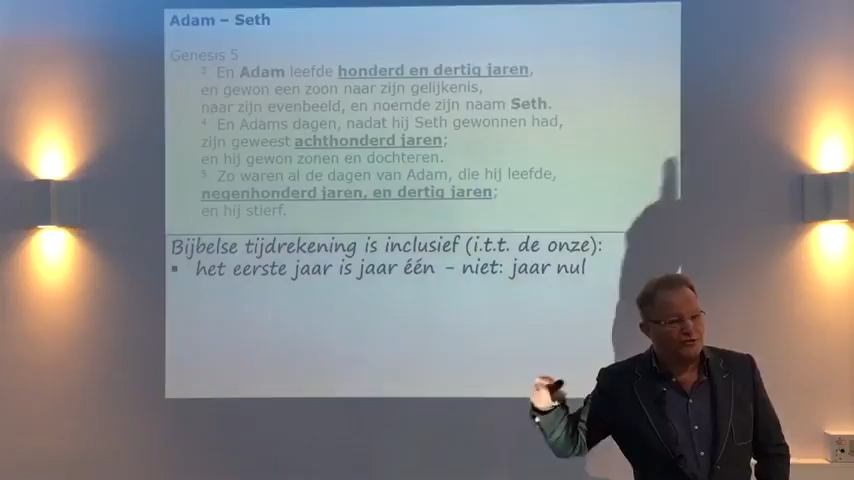 Adam – Seth
Genesis 5
3 En Adam leefde honderd en dertig jaren,
en gewon een zoon naar zijn gelijkenis,
naar zijn evenbeeld, en noemde zijn naam Seth.
4 En Adams dagen, nadat hij Seth gewonnen had,
zijn geweest achthonderd jaren;
en hij gewon zonen en dochteren.
5 Zo waren al de dagen van Adam, die hij leefde,
negenhonderd jaren, en dertig jaren;
en hij stierf.
Bijbelse tijdrekening is inclusief (i.t.t. de onze):
▪ het eerste jaar is jaar één – niet: jaar nul